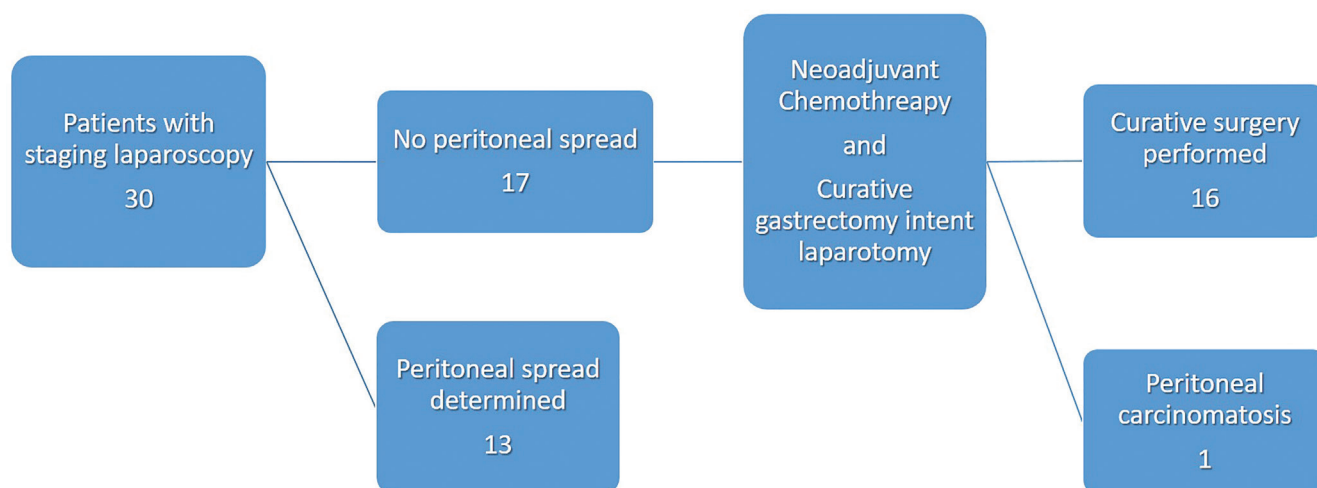 Patients with
staging laparoscopy
30
No peritoneal spread
17
Peritoneal spread
determined
13
Neoadjuvant
Chemothreapy
and
Curative
gastrectomy intent
laparotomy
Curative surgery
performed
16
Peritoneal
carcinomatosis
1